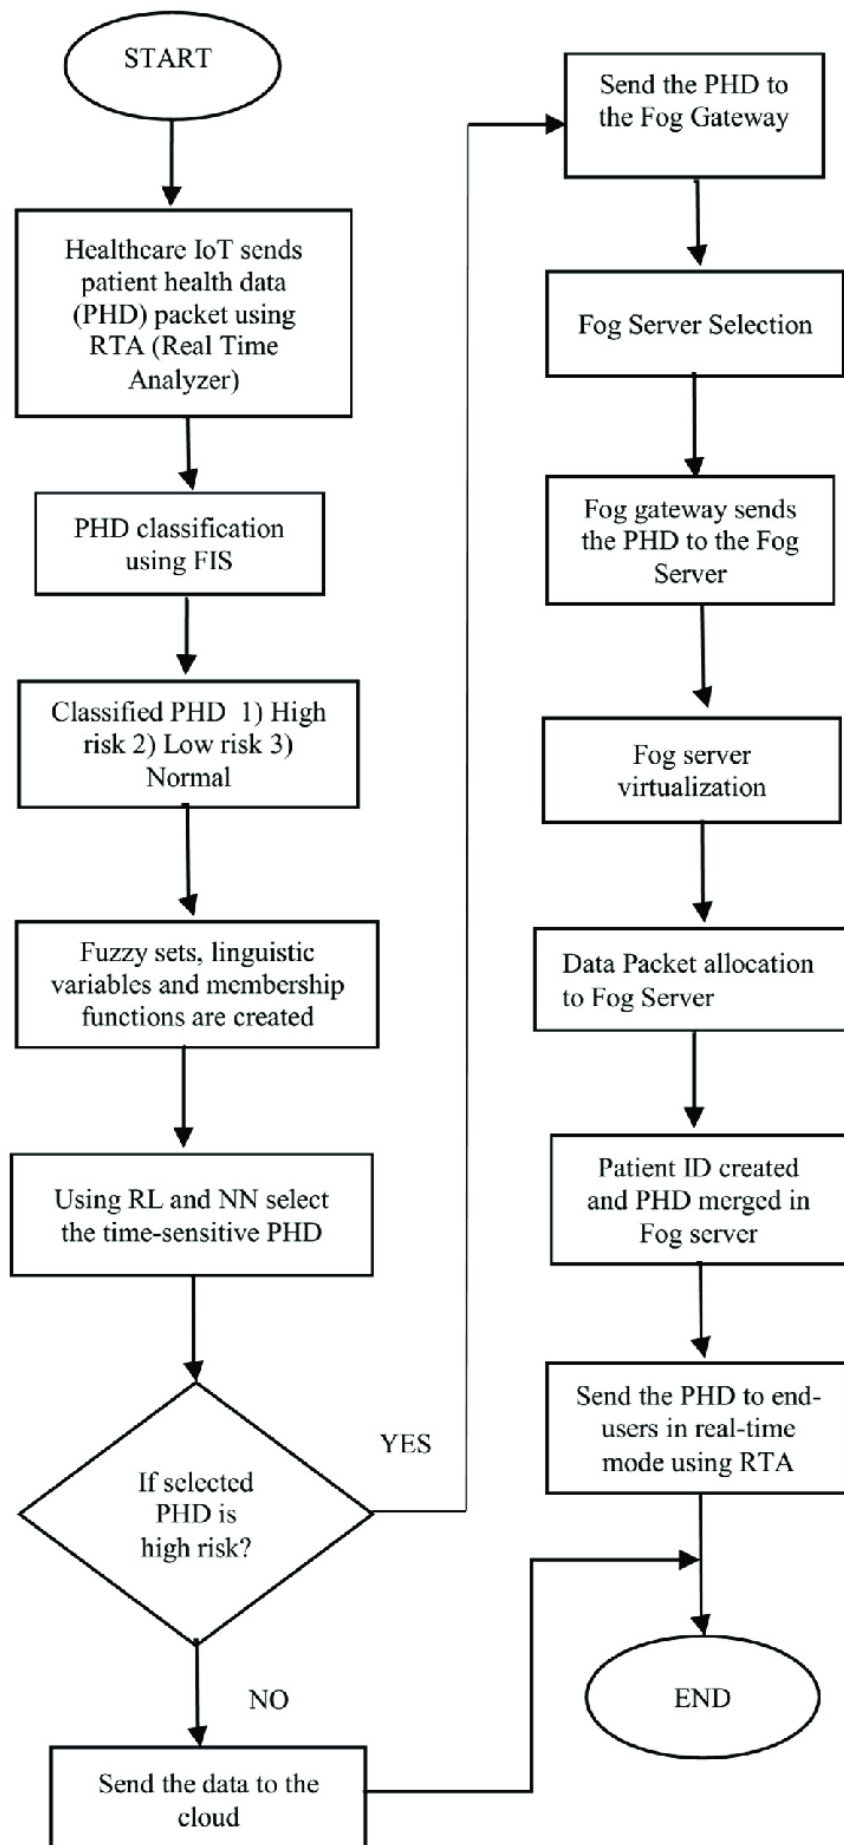 START
Healthcare IoT sends
patient health data
(PHD) packet using
RTA (Real Time
Analyzer)
PHD classification
using FIS
Classified PHD 1) High
risk 2) Low risk 3)
Normal
Fuzzy sets, linguistic
variables and membership
functions are created
Using RL and NN select
the time-sensitive PHD
If selected
PHD is
high risk?
YES
NO
Send the data to the
cloud
Send the PHD to
the Fog Gateway
Fog Server Selection
Fog gateway sends
the PHD to the Fog
Server
Fog server
virtualization
Data Packet allocation
to Fog Server
Patient ID created
and PHD merged in
Fog server
Send the PHD to end-
users in real-time
mode using RTA
END